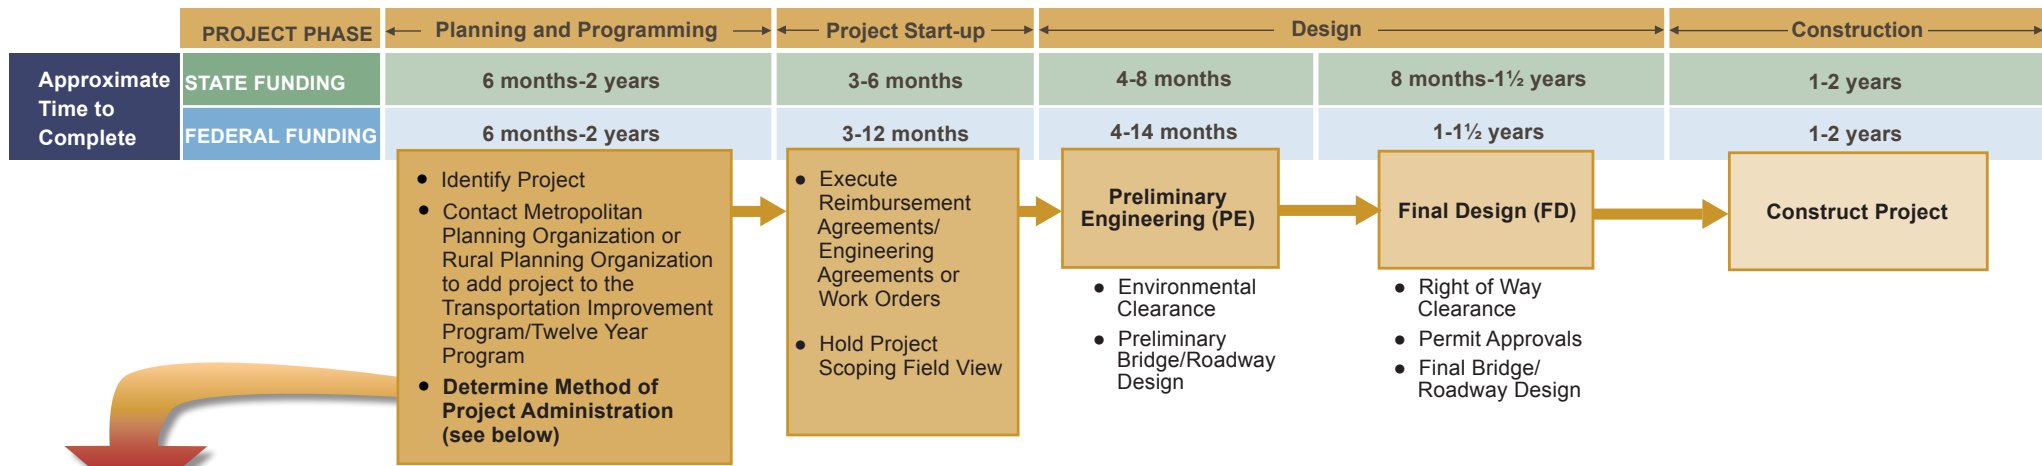 PROJECT PHASE Planning and Programming Project Start-up Design Construction
Approximate
Time to
Complete
STATE FUNDING 6 months-2 years 3-6 months 4-8 months 8 months-1½ years 1-2 years
FEDERAL FUNDING 6 months-2 years 3-12 months 4-14 months 1-1½ years 1-2 years
● Identify Project
● Contact Metropolitan
Planning Organization or
Rural Planning Organization
to add project to the
Transportation Improvement
Program/Twelve Year
Program
● Determine Method of
Project Administration
(see below)
● Execute
Reimbursement
Agreements/
Engineering
Agreements or
Work Orders
● Hold Project
Scoping Field View
Preliminary
Engineering (PE)
● Environmental
Clearance
● Preliminary
Bridge/Roadway
Design
Final Design (FD)
● Right of Way
Clearance
● Permit Approvals
● Final Bridge/
Roadway Design
Construct Project